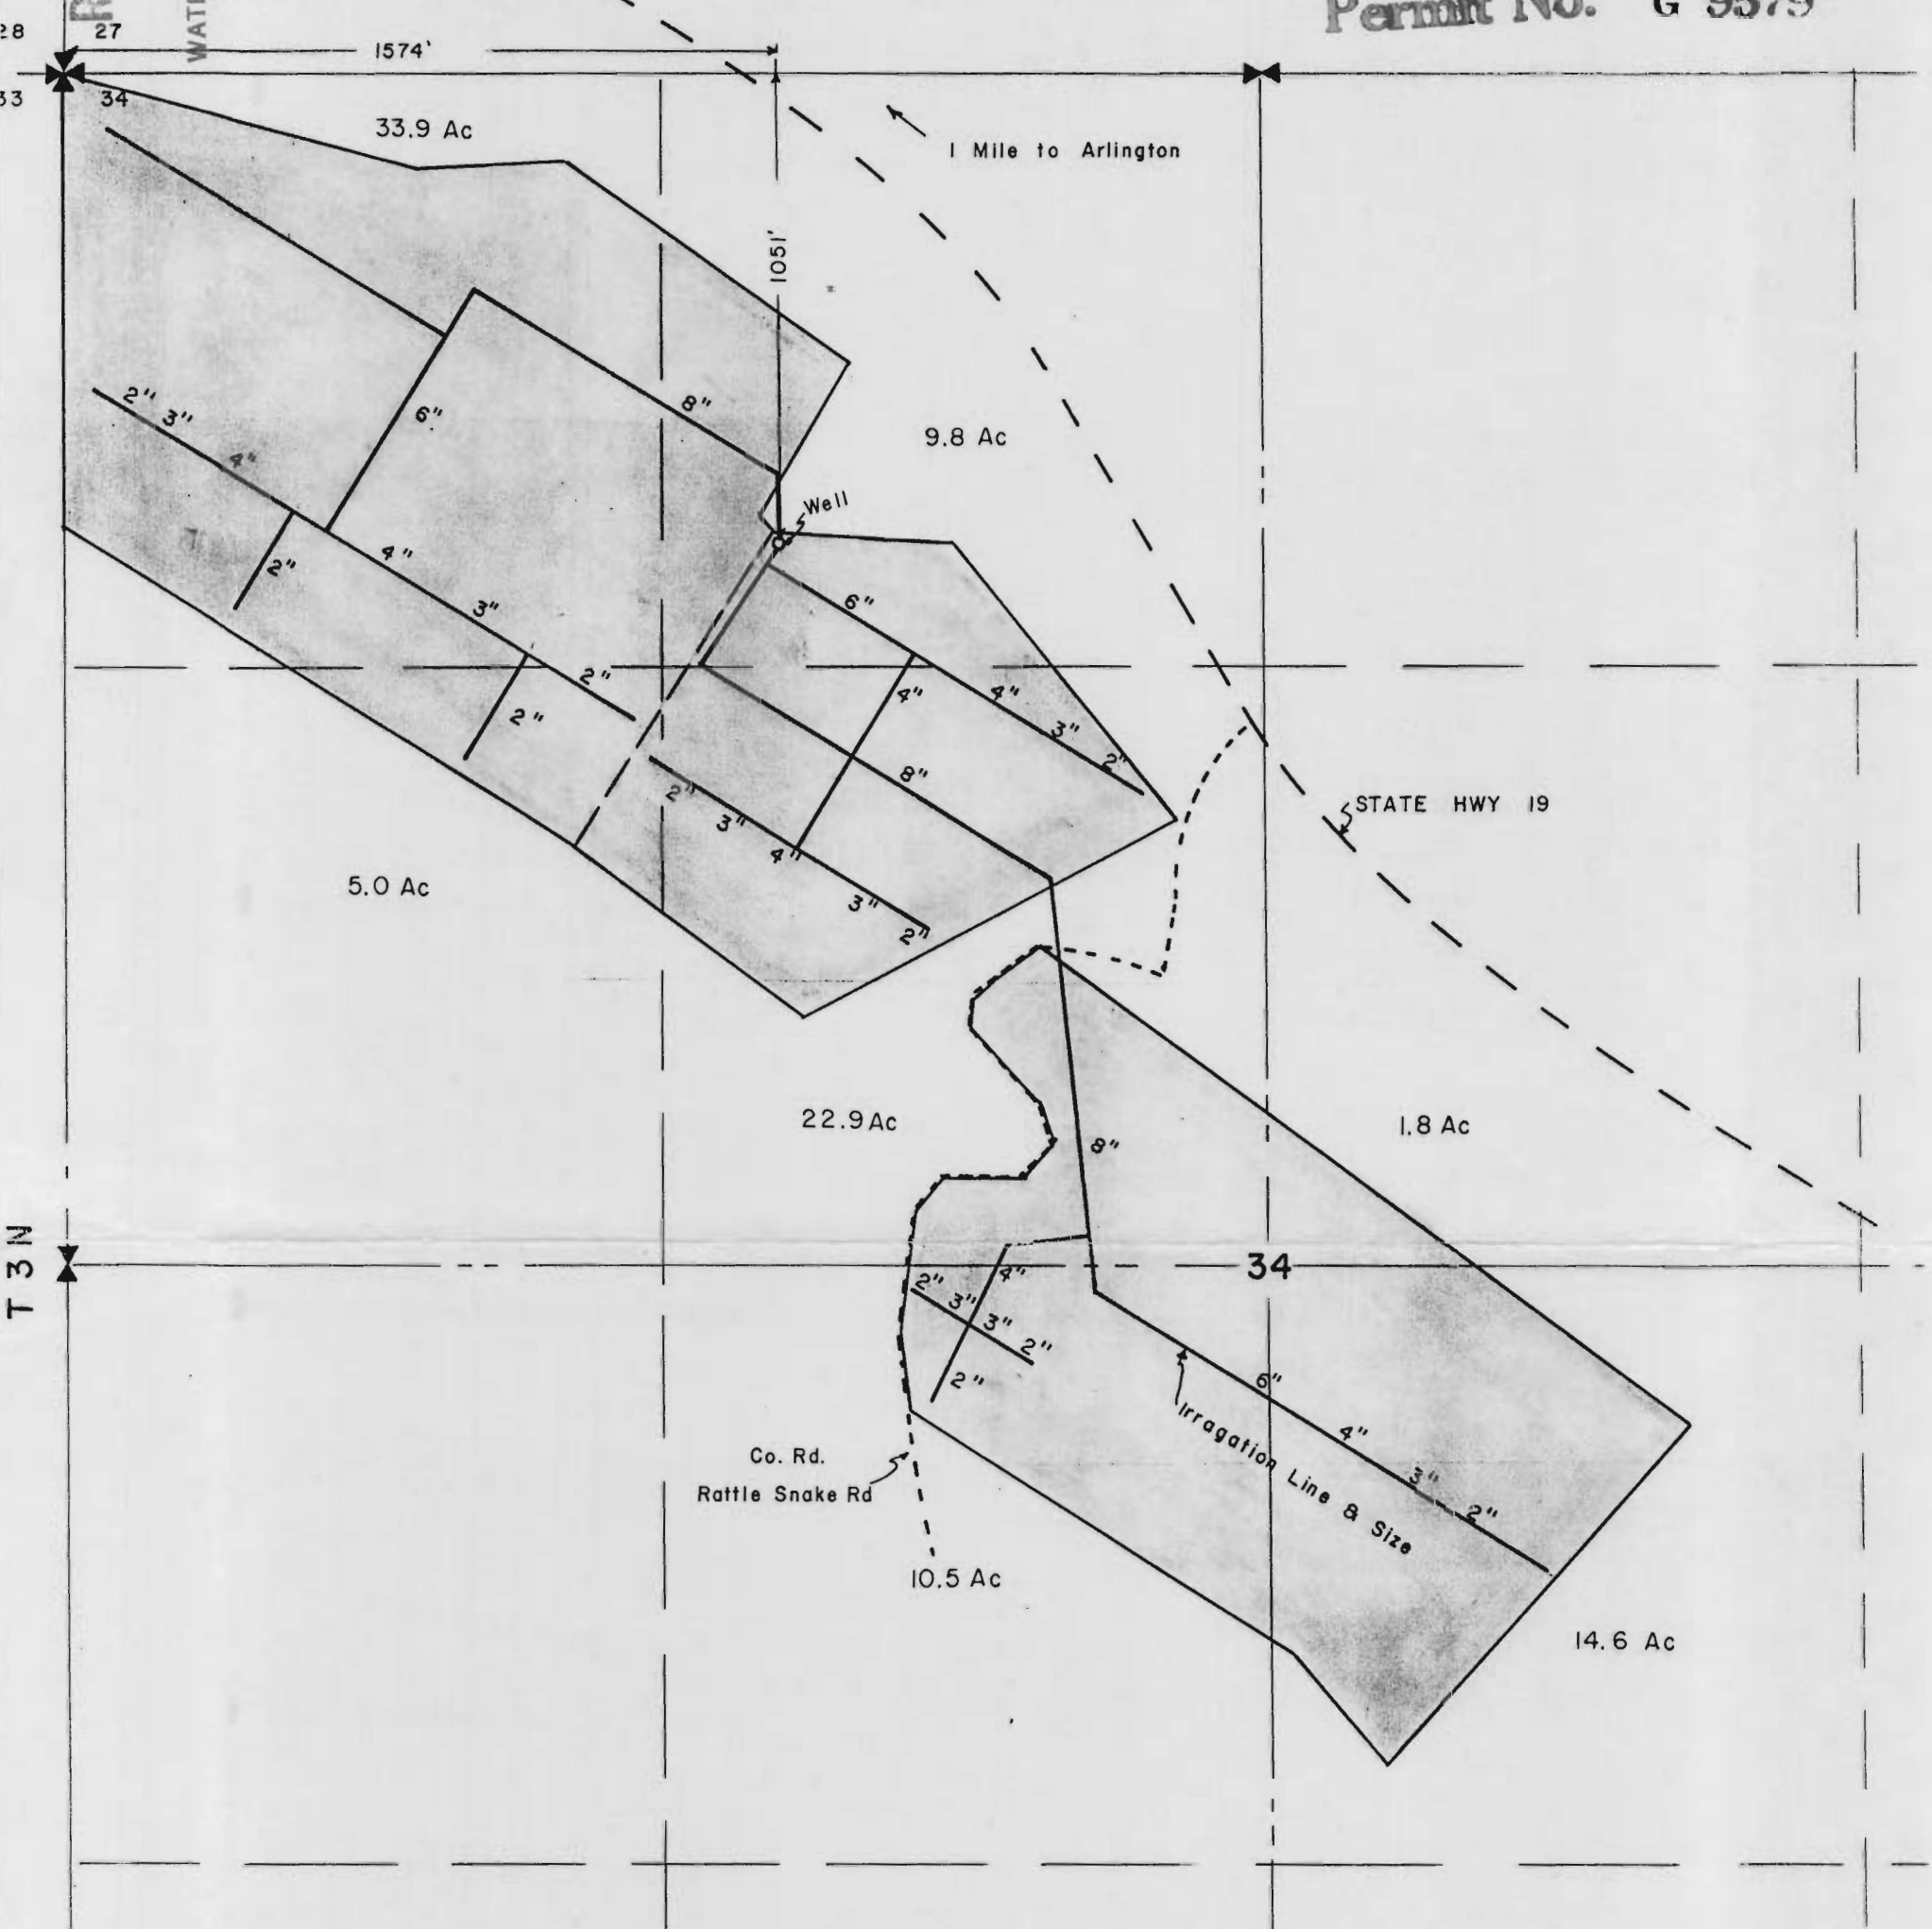 Permit No. G 9579
28 27
1574'
33 34
33.9 Ac
1 Mile to Arlington
1051'
8"
2" 3"
6"
9.8 Ac
4"
Well
4"
2"
3"
6"
2"
4"
4"
2"
3"
2"
8"
2"
STATE HWY 19
3"
4"
5.0 Ac
3"
2"
22.9 Ac
1.8 Ac
8"
T 3 N
34
4"
2" 3" 3" 2"
2"
6"
4"
Irragation Line & Size
3"
2"
Co. Rd.
Rattle Snake Rd
10.5 Ac
14.6 Ac